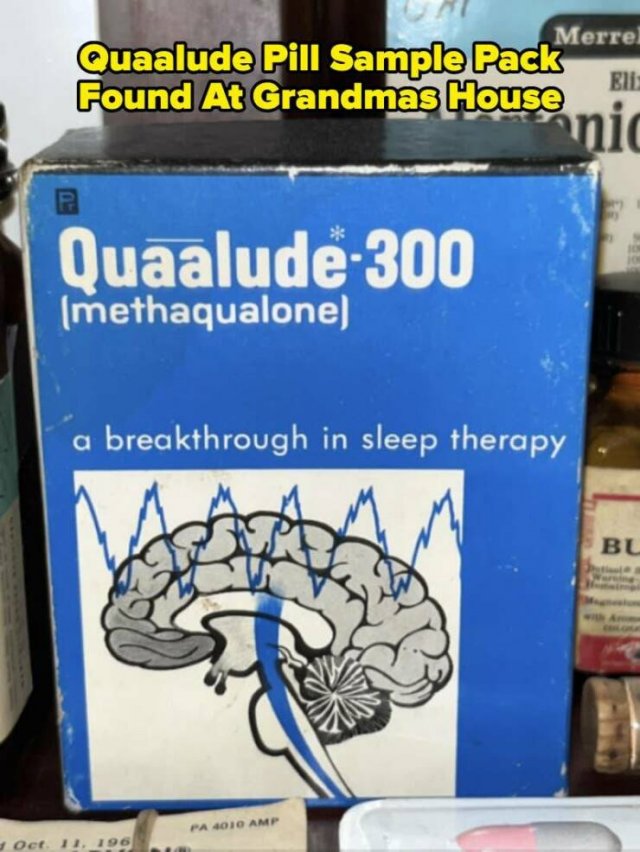 Quaalude Pill Sample Pack
Found At Grandmas House
Merrel
Quāālude*-300
(methaqualone)
a breakthrough in sleep therapy
BU
Oct. 11, 196
PA 4010 AMP